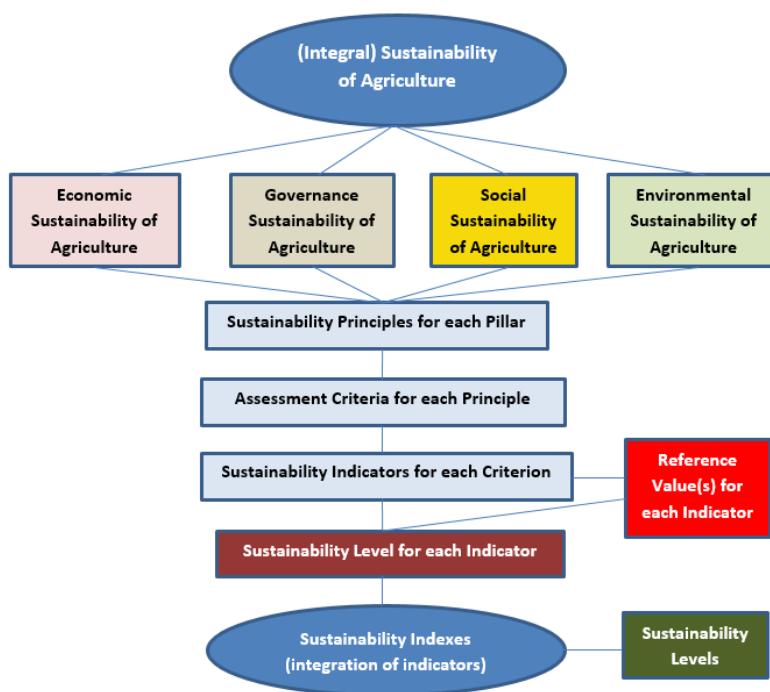 (Integral) Sustainability
of Agriculture
Economic
Sustainability of
Agriculture
Governance
Sustainability of
Agriculture
Social
Sustainability
of Agriculture
Environmental
Sustainability of
Agriculture
Sustainability Principles for each Pillar
Assessment Criteria for each Principle
Sustainability Indicators for each Criterion
Reference
Value(s) for
each Indicator
Sustainability Level for each Indicator
Sustainability Indexes
(integration of indicators)
Sustainability
Levels